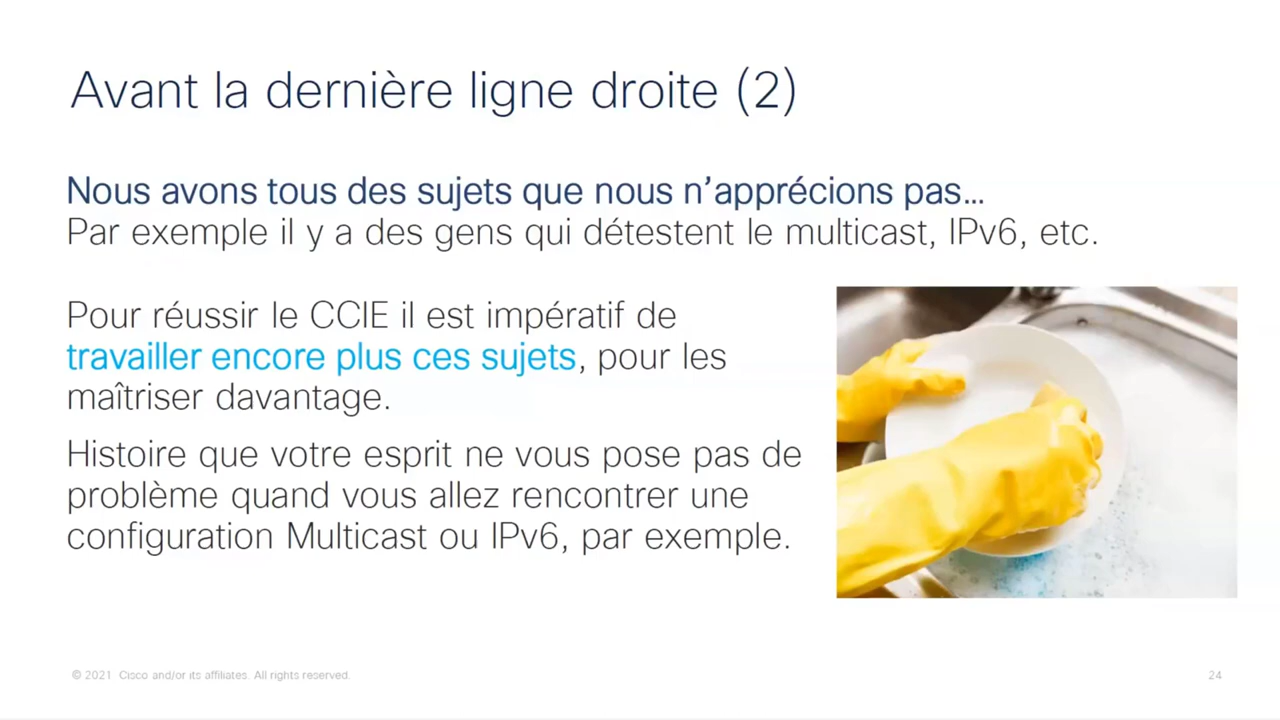 Avant la dernière ligne droite (2)
Nous avons tous des sujets que nous n’apprécions pas...
Par exemple il y a des gens qui détestent le multicast, IPv6, etc.
Pour réussir le CCIE il est impératif de
travailler encore plus ces sujets, pour les
maîtriser davantage.
Histoire que votre esprit ne vous pose pas de
problème quand vous allez rencontrer une
configuration Multicast ou IPv6, par exemple.
© 2021 Cisco and/or its affiliates. All rights reserved.
24